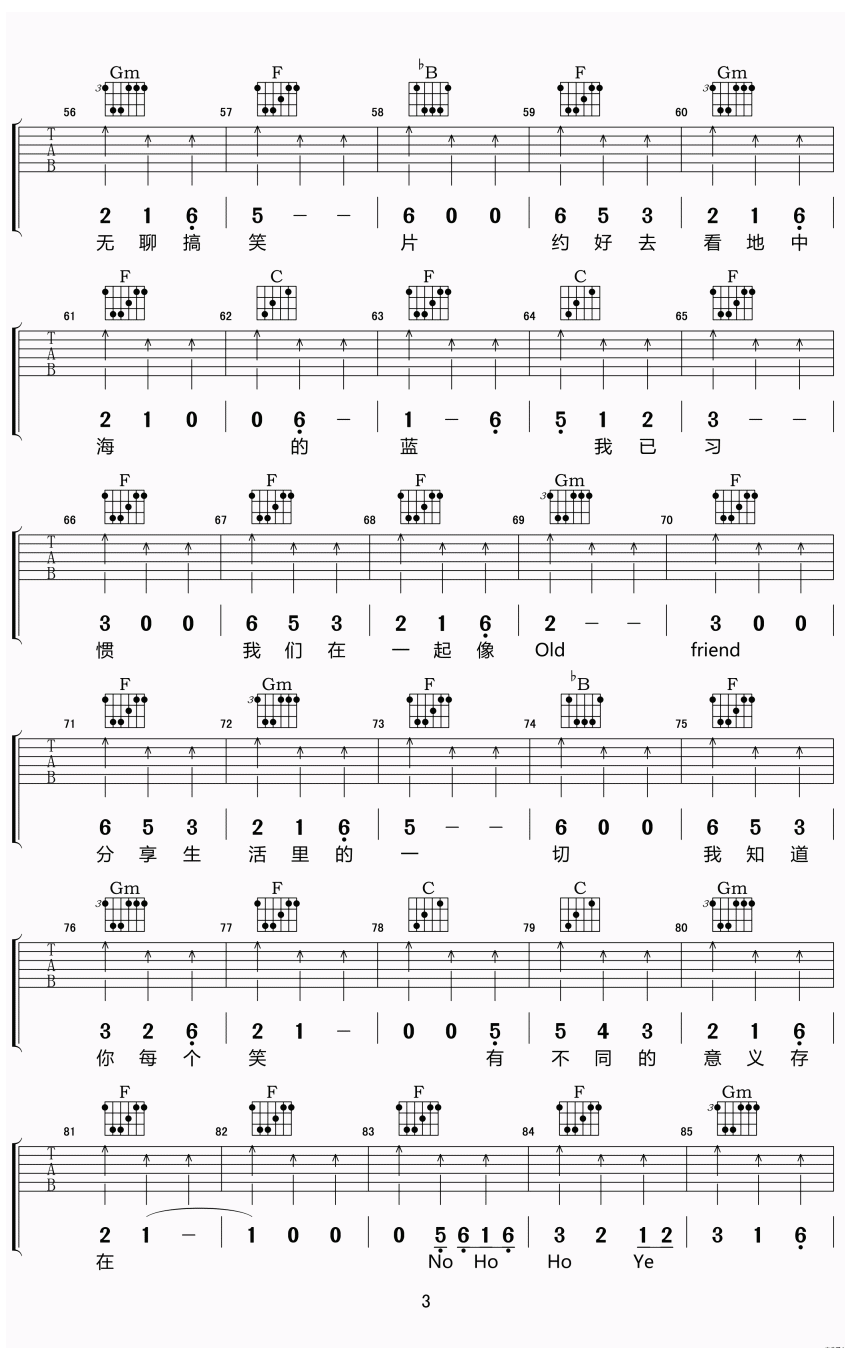 Gm F ♭B F Gm
56 57 58 59 60
T
A
B
2 1 6̣ | 5 – – | 6 0 0 | 6 5 3 | 2 1 6̣
无 聊 搞 笑 片 约 好 去 看 地 中
F C F C F
61 62 63 64 65
T
A
B
2 1 0 | 0 6̣ – | 1 – 6̣ | 5̣ 1 2 | 3 – –
海 的 蓝 我 已 习
F F F Gm F
66 67 68 69 70
T
A
B
3 0 0 | 6 5 3 | 2 1 6̣ | 2 – – | 3 0 0
惯 我 们 在 一 起 像 Old friend
F Gm F ♭B F
71 72 73 74 75
T
A
B
6 5 3 | 2 1 6̣ | 5 – – | 6 0 0 | 6 5 3
分 享 生 活 里 的 一 切 我 知 道
Gm F C C Gm
76 77 78 79 80
T
A
B
3 2 6̣ | 2 1 – | 0 0 5̣ | 5 4 3 | 2 1 6̣
你 每 个 笑 有 不 同 的 意 义 存
F F F F Gm
81 82 83 84 85
T
A
B
2 1 – | 1 0 0 | 0 5̣ 6̣ 1 6̣ | 3 2 1 2 | 3 1 6̣
在 No Ho Ho Ye
3